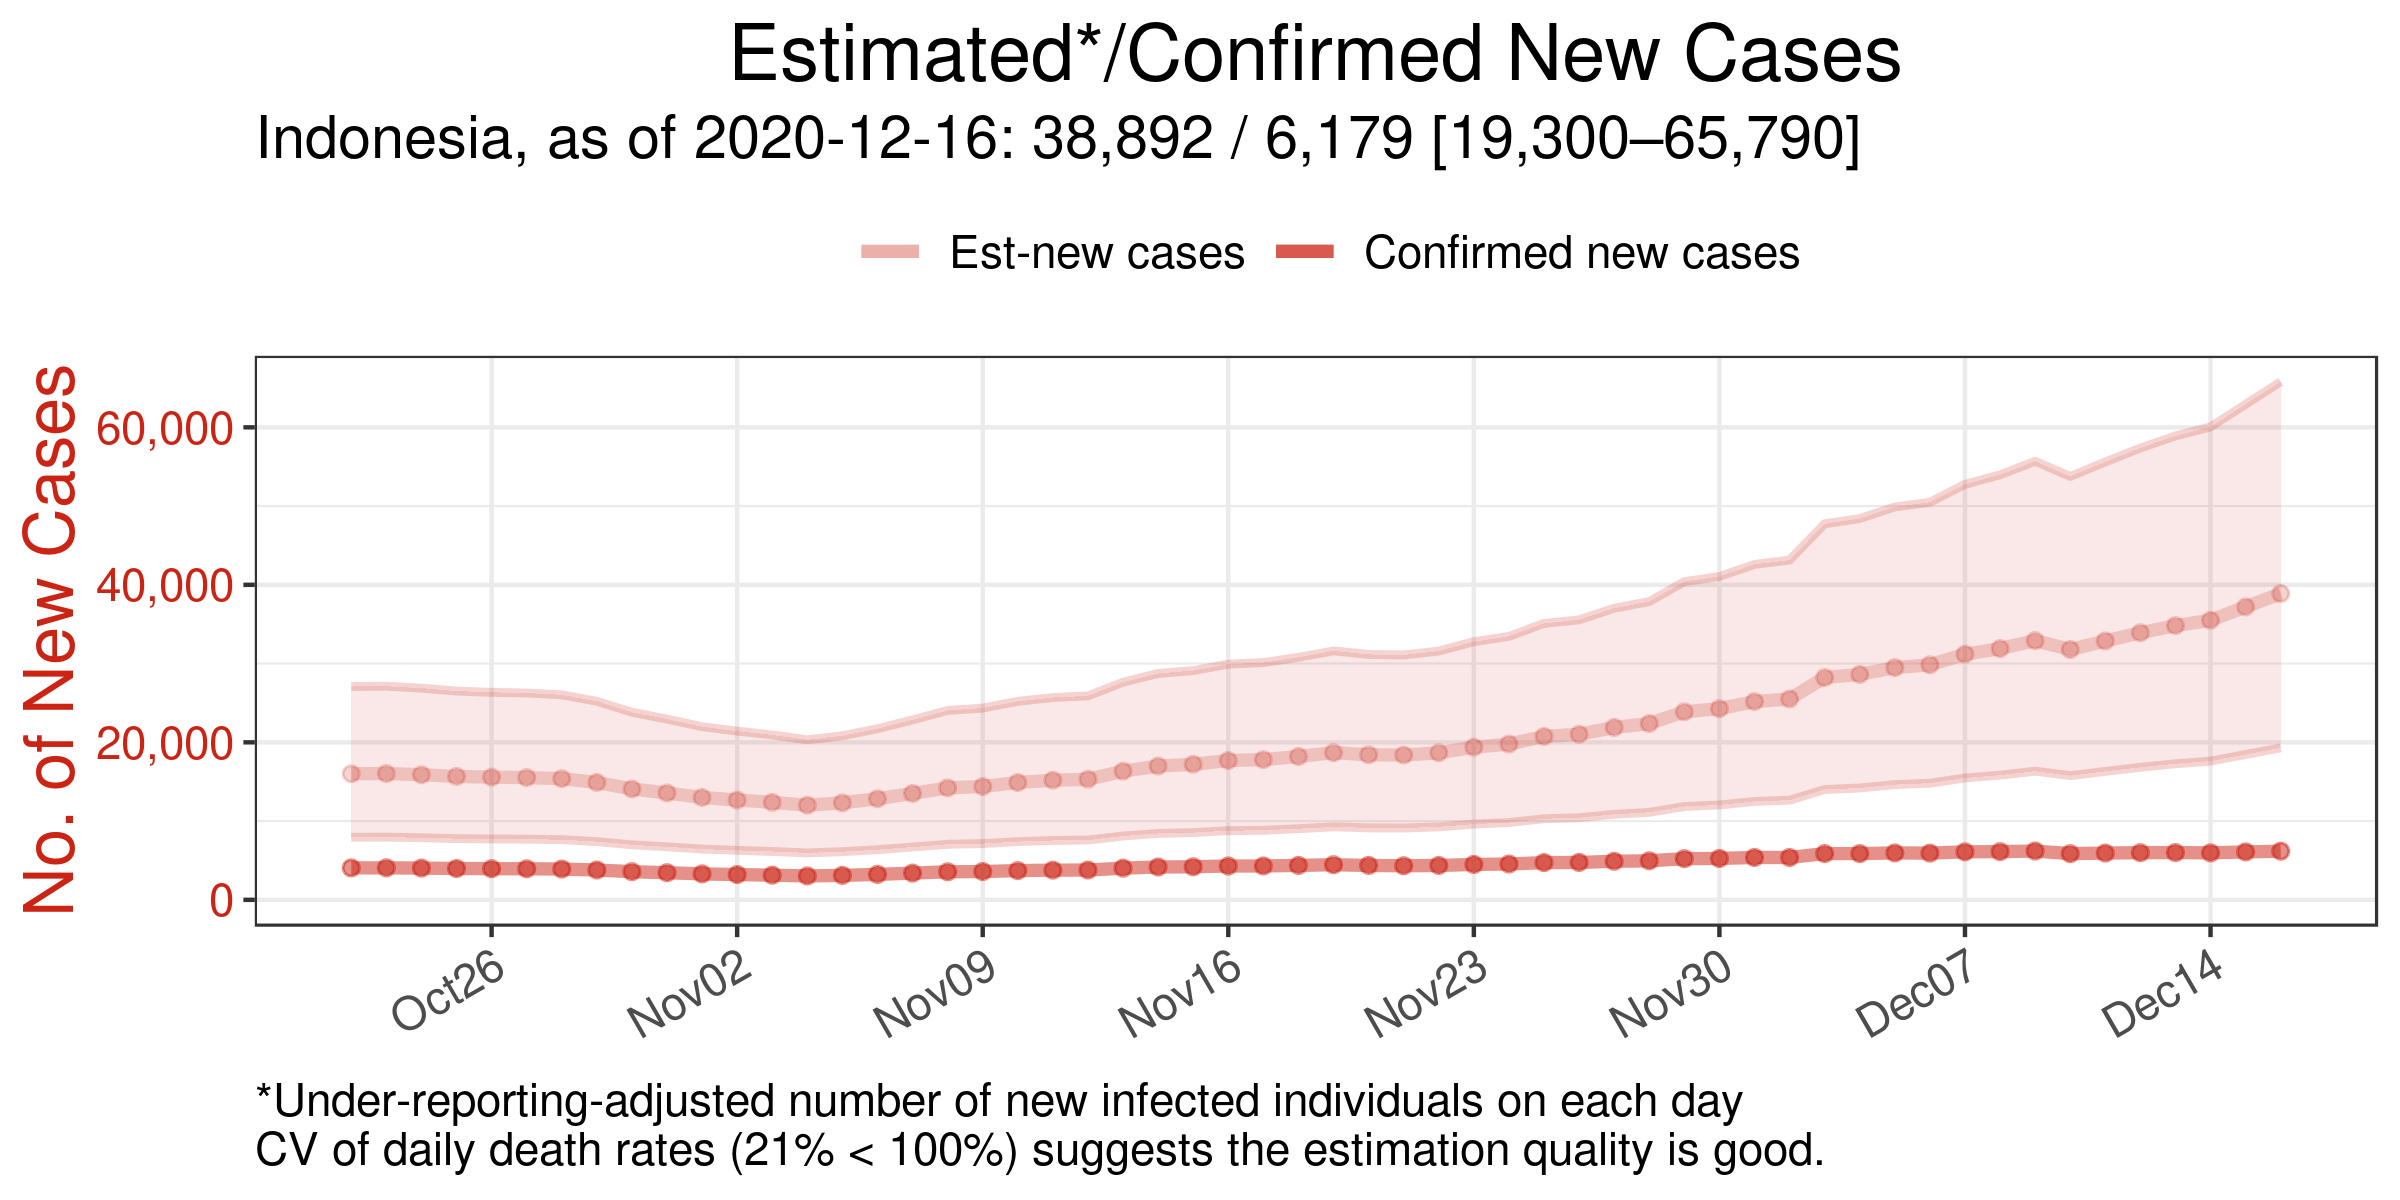 Estimated*/Confirmed New Cases
Indonesia, as of 2020-12-16: 38,892 / 6,179 [19,300–65,790]
Est-new cases
Confirmed new cases
No. of New Cases
60,000
40,000
20,000
0
Oct26
Nov02
Nov09
Nov16
Nov23
Nov30
Dec07
Dec14
*Under-reporting-adjusted number of new infected individuals on each day
CV of daily death rates (21% < 100%) suggests the estimation quality is good.